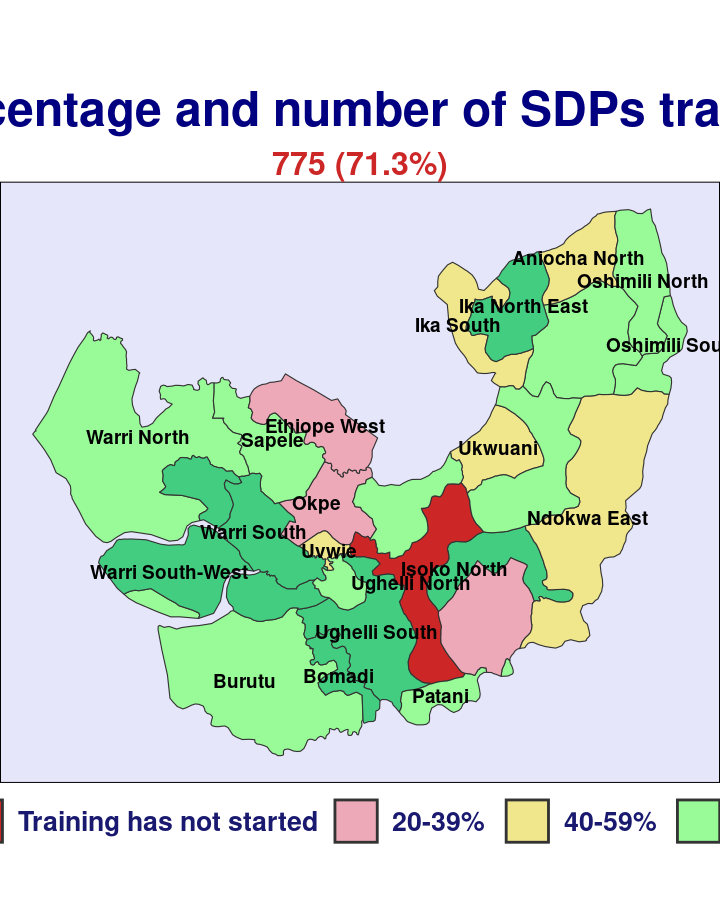 centage and number of SDPs tra
775 (71.3%)
Aniocha North
Oshimili North
Ika North East
Ika South
Oshimili Sou
Ethiope West
Warri North
Sapele
Ukwuani
Okpe
Ndokwa East
Warri South
Uvwie
Isoko North
Warri South-West
Ughelli North
Ughelli South
Bomadi
Burutu
Patani
Training has not started
20-39%
40-59%